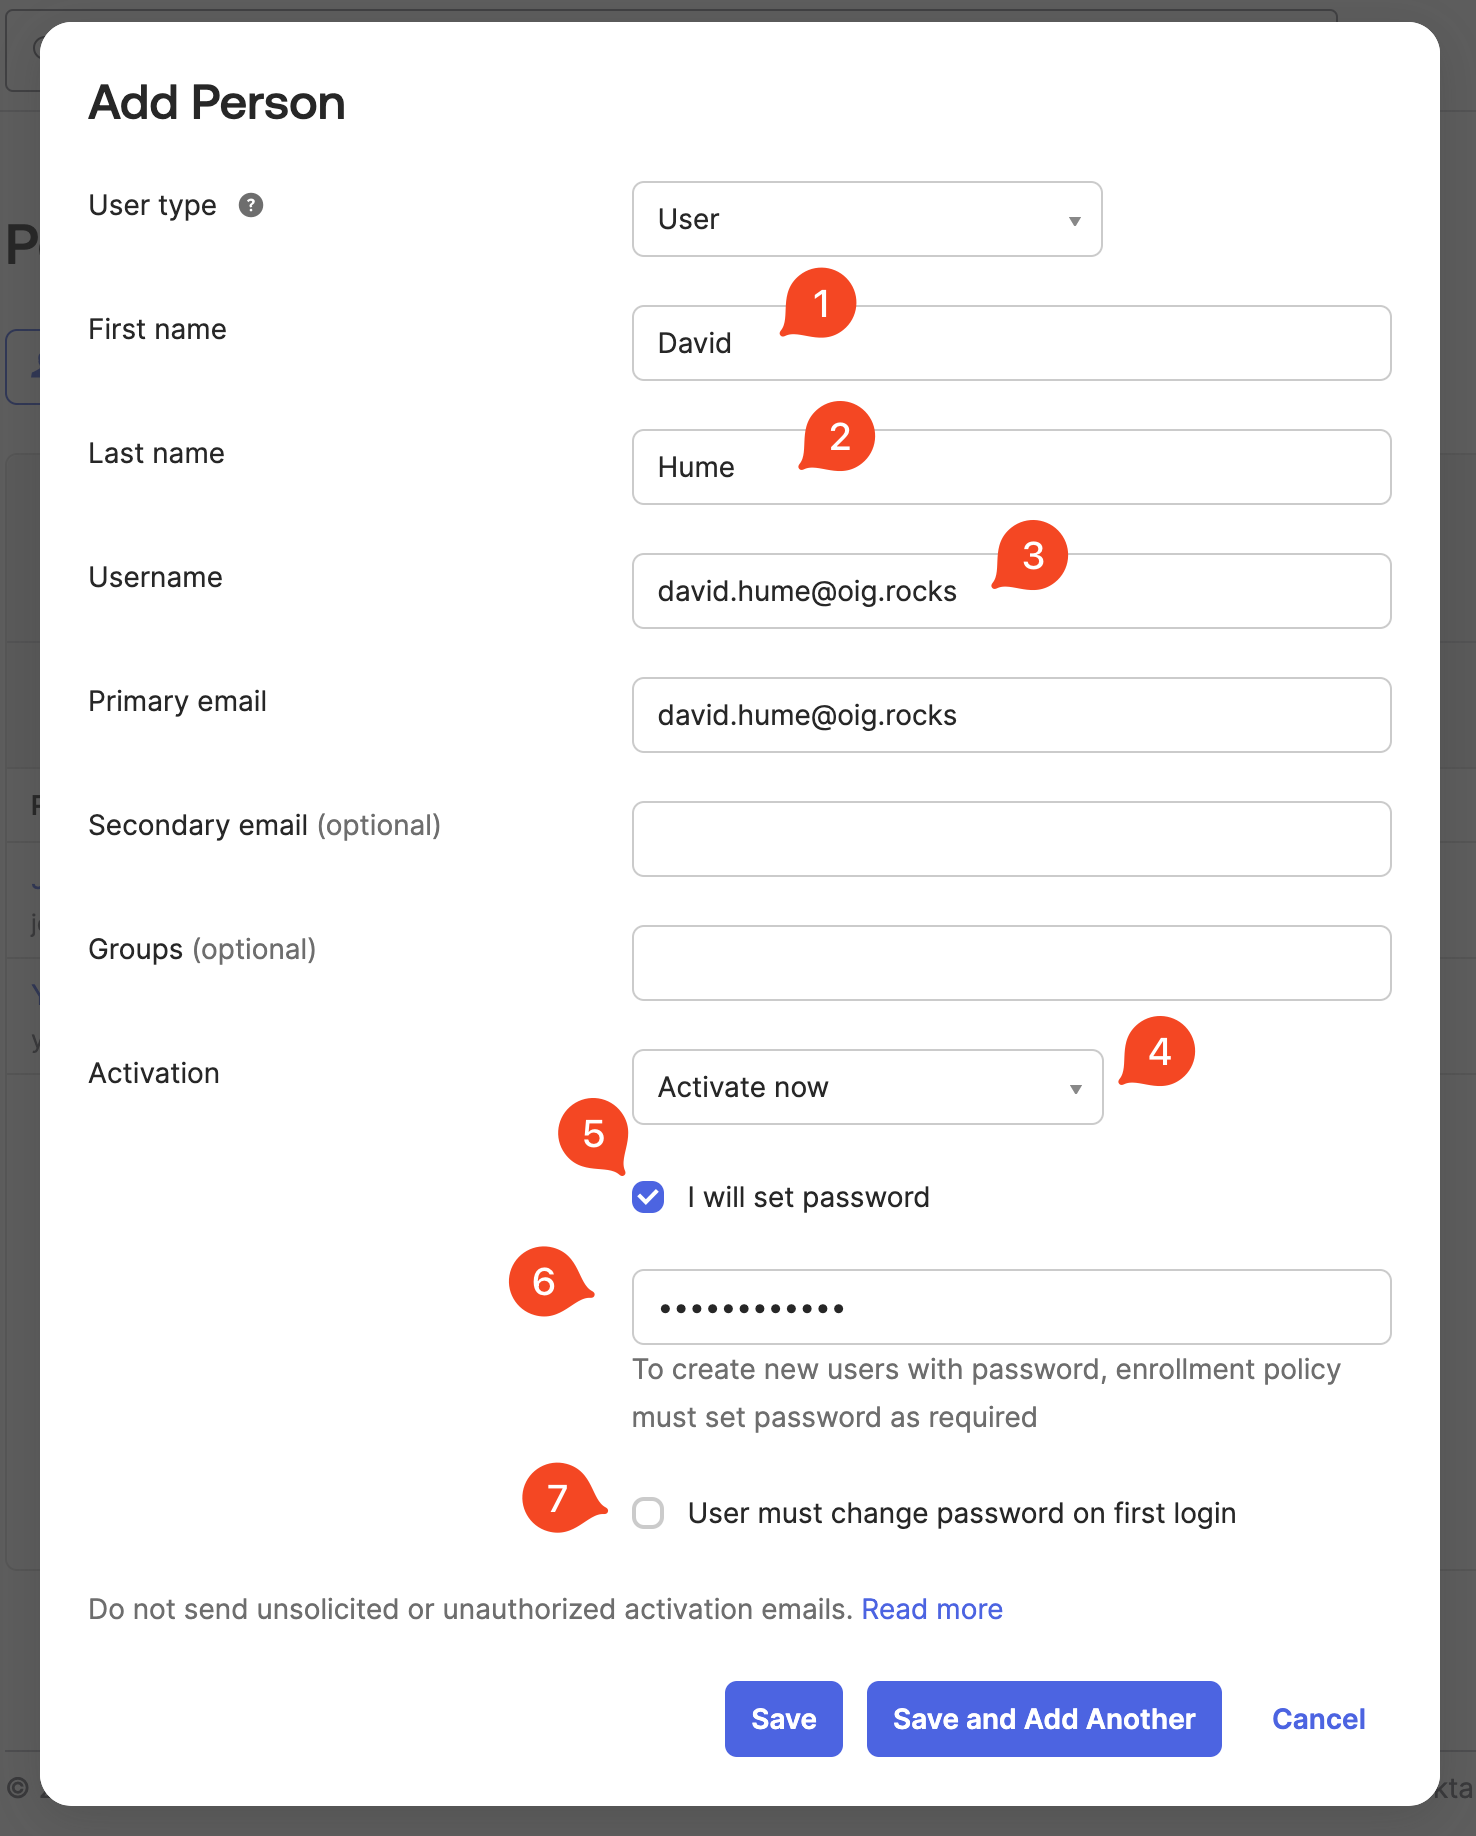 Add Person
User type ?
User
1
First name
David
2
Last name
Hume
3
Username
david.hume@oig.rocks
Primary email
david.hume@oig.rocks
Secondary email (optional)
Groups (optional)
4
Activation
Activate now
5
I will set password
6
••••••••••••
To create new users with password, enrollment policy
must set password as required
7
User must change password on first login
Do not send unsolicited or unauthorized activation emails. Read more
Save
Save and Add Another
Cancel
©